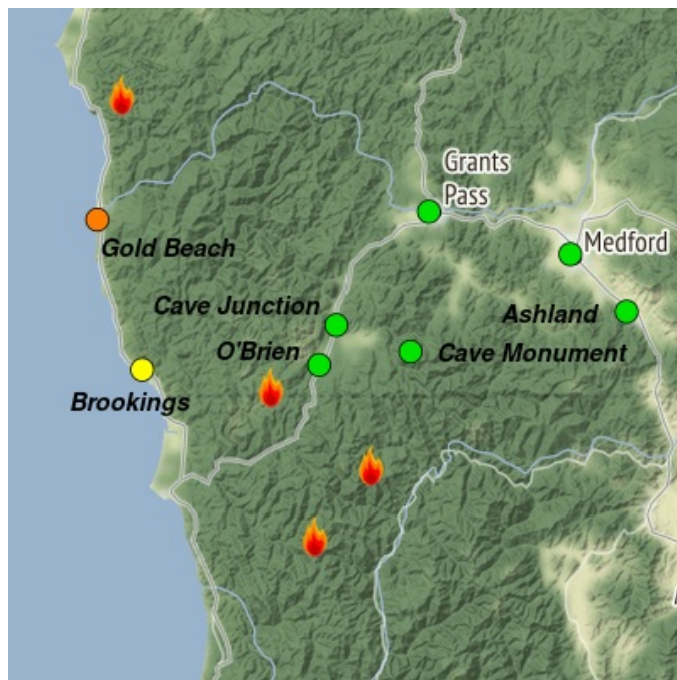 Grants
Pass
Medford
Gold Beach
Cave Junction
Ashland
O'Brien
Cave Monument
Brookings